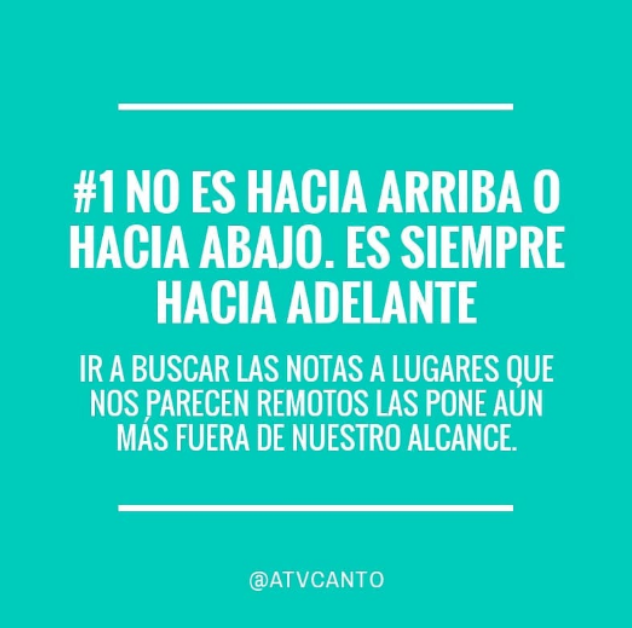 #1 NO ES HACIA ARRIBA O
HACIA ABAJO. ES SIEMPRE
HACIA ADELANTE
IR A BUSCAR LAS NOTAS A LUGARES QUE
NOS PARECEN REMOTOS LAS PONE AÚN
MÁS FUERA DE NUESTRO ALCANCE.
@ATVCANTO